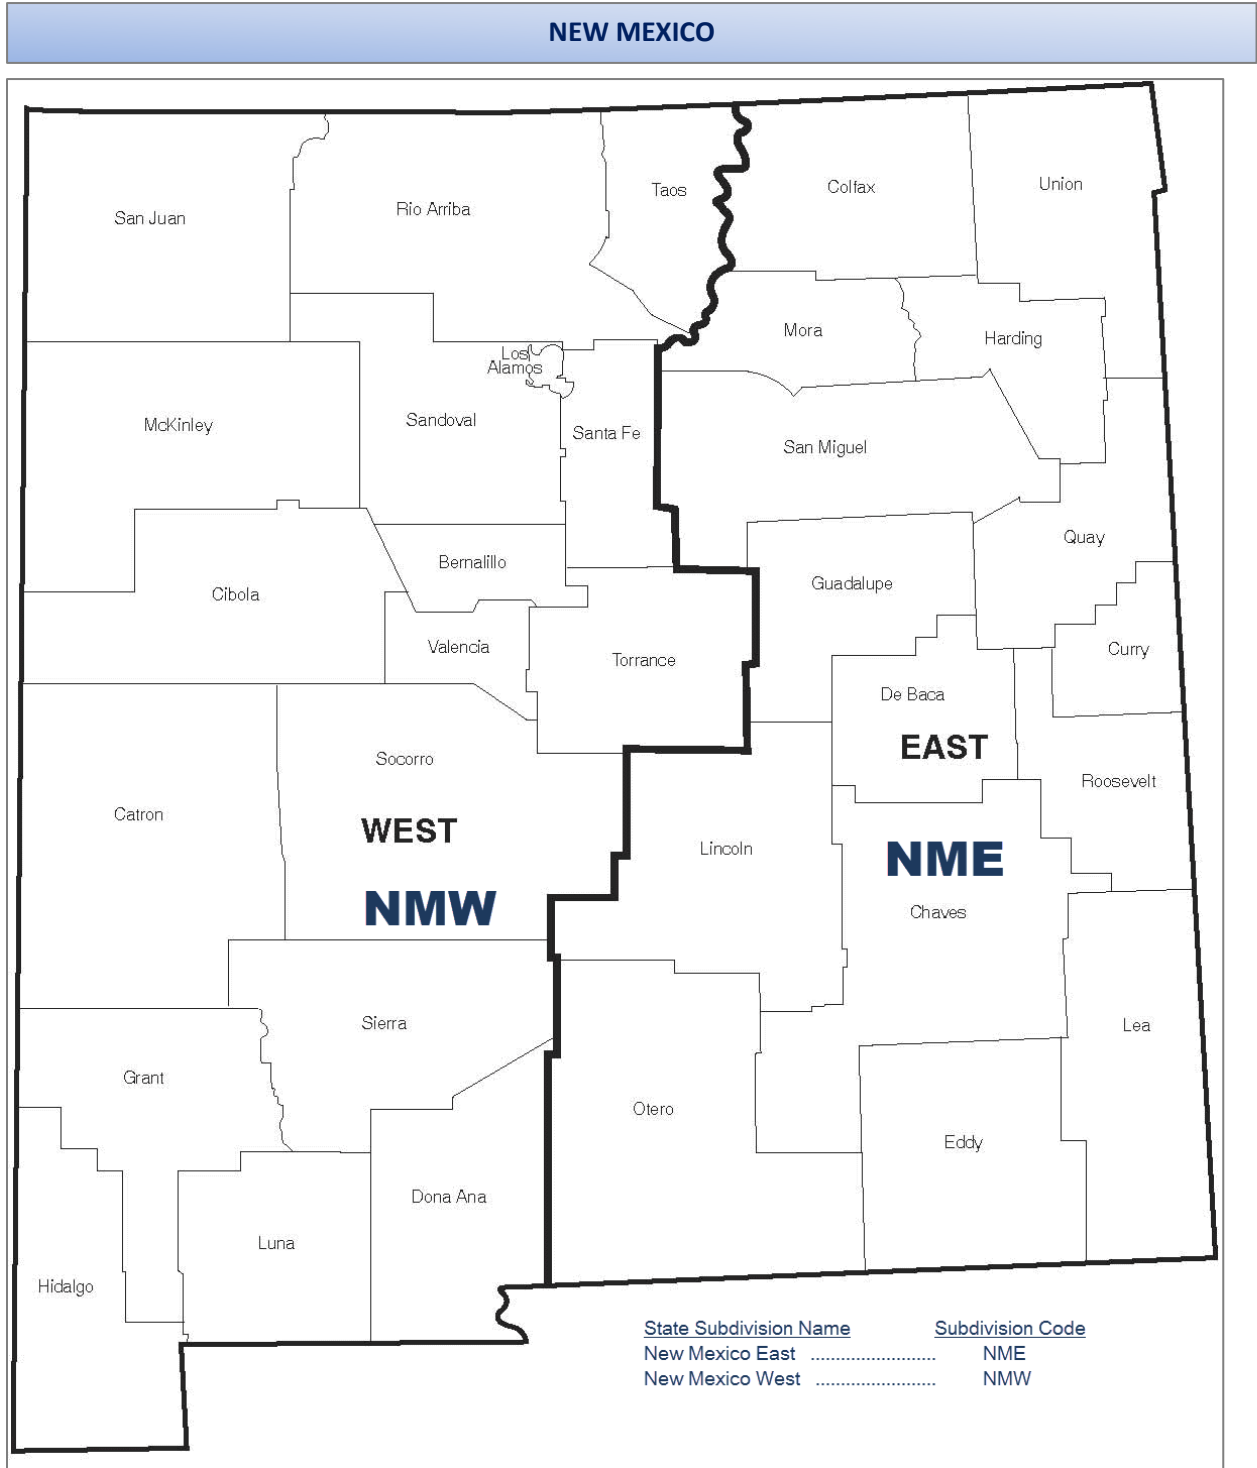 NEW MEXICO
San Juan
Rio Arriba
Taos
Colfax
Union
Mora
Harding
Los
Alamos
McKinley
Sandoval
Santa Fe
San Miguel
Bernalillo
Cibola
Quay
Guadalupe
Valencia
Torrance
Curry
De Baca
EAST
Socorro
Catron
Roosevelt
WEST
Lincoln
NME
NMW
Chaves
Sierra
Lea
Grant
Otero
Eddy
Dona Ana
Luna
Hidalgo
State Subdivision Name Subdivision Code
New Mexico East ........................ NME
New Mexico West ....................... NMW